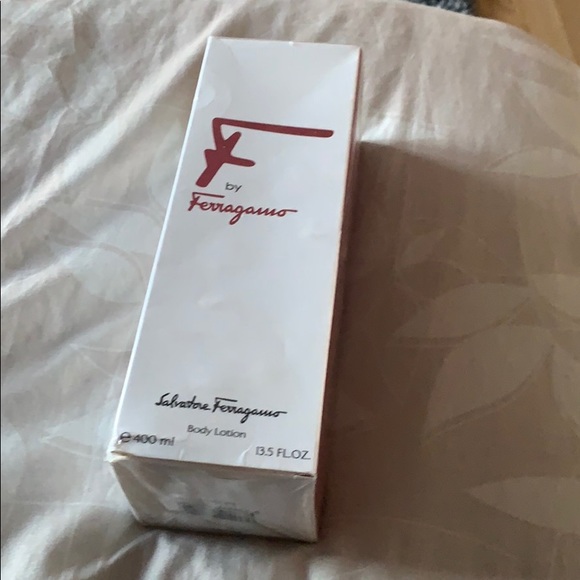 F
by
Ferragamo
Salvatore Ferragamo
Body Lotion
℮ 400 ml 13.5 FL.OZ.